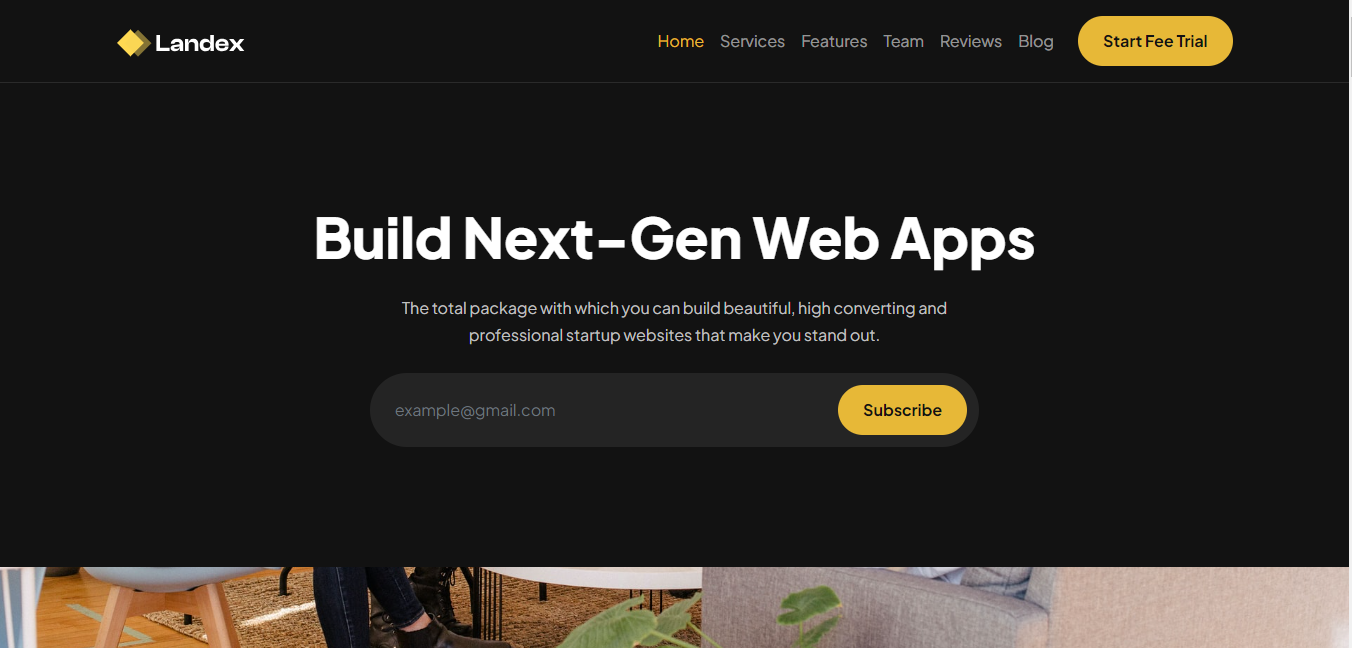 Landex
Home Services Features Team Reviews Blog Start Fee Trial
Build Next-Gen Web Apps
The total package with which you can build beautiful, high converting and
professional startup websites that make you stand out.
example@gmail.com Subscribe